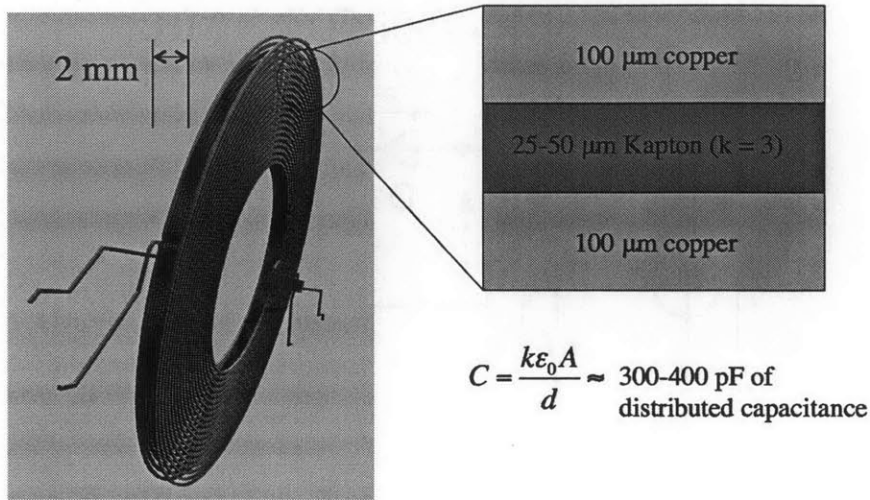 2 mm
100 μm copper
25-50 μm Kapton (k = 3)
100 μm copper
C = kε₀A / d ≈ 300-400 pF of
distributed capacitance